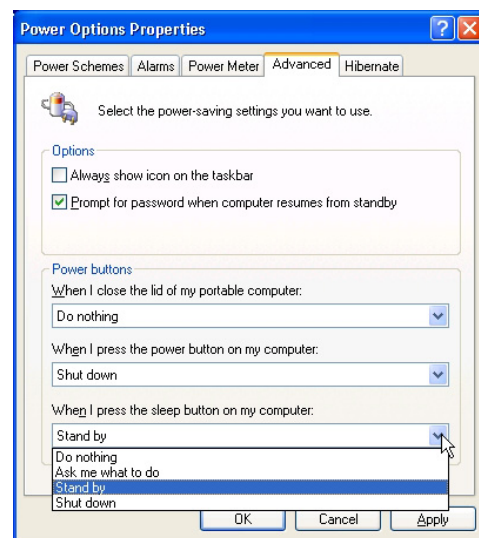 Power Options Properties
Power Schemes Alarms Power Meter Advanced Hibernate
Select the power-saving settings you want to use.
Options
Always show icon on the taskbar
Prompt for password when computer resumes from standby
Power buttons
When I close the lid of my portable computer:
Do nothing
When I press the power button on my computer:
Shut down
When I press the sleep button on my computer:
Stand by
Do nothing
Ask me what to do
Stand by
Shut down
OK Cancel Apply